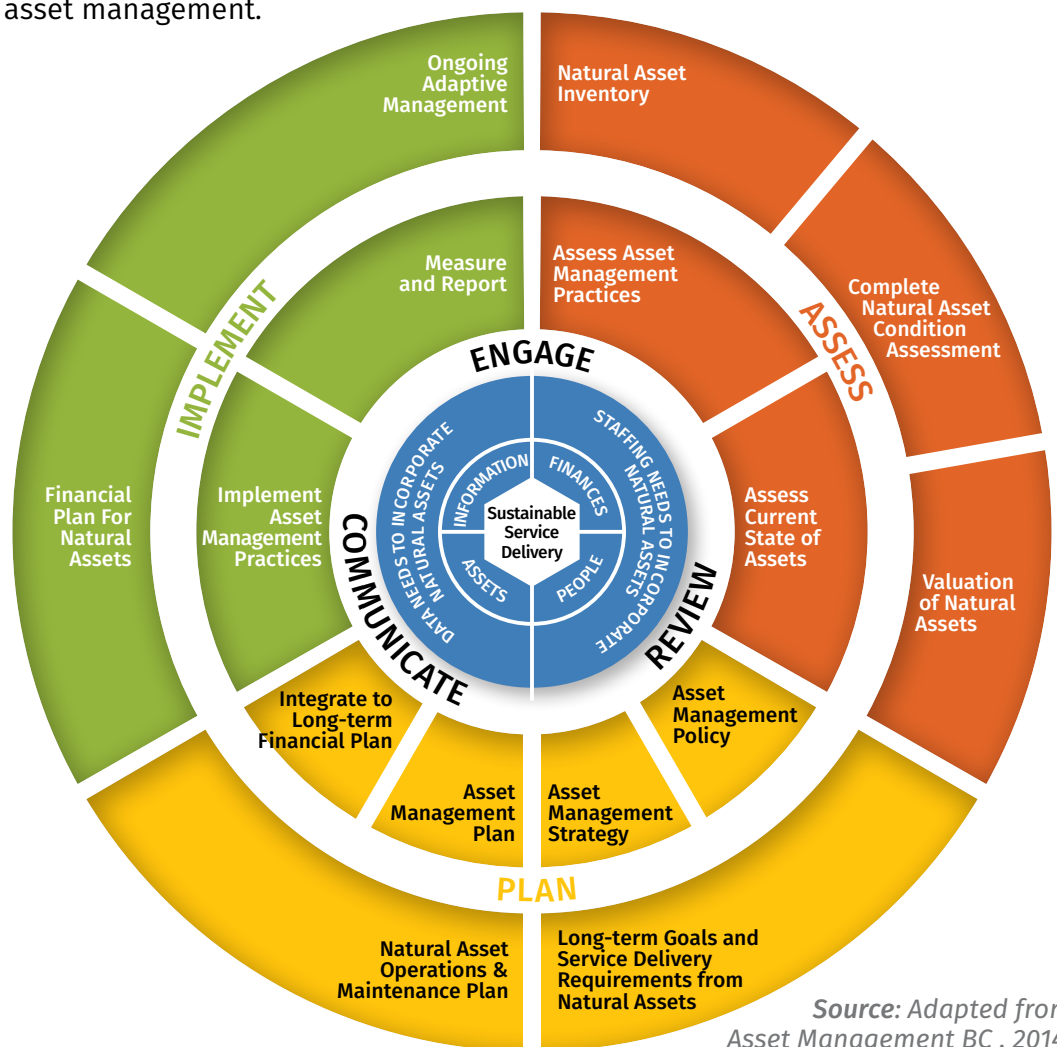 asset management.
Ongoing
Adaptive
Management
Natural Asset
Inventory
Measure
and Report
Assess Asset
Management
Practices
Complete
Natural Asset
Condition
Assessment
IMPLEMENT
ASSESS
ENGAGE
DATA NEEDS TO INCORPORATE
NATURAL ASSETS
STAFFING NEEDS TO INCORPORATE
NATURAL ASSETS
INFORMATION
FINANCES
Sustainable
Service
Delivery
ASSETS
PEOPLE
Financial
Plan For
Natural
Assets
Implement
Asset
Management
Practices
COMMUNICATE
REVIEW
Assess
Current
State of
Assets
Valuation
of Natural
Assets
Integrate to
Long-term
Financial Plan
Asset
Management
Plan
Asset
Management
Strategy
Asset
Management
Policy
PLAN
Natural Asset
Operations &
Maintenance Plan
Long-term Goals and
Service Delivery
Requirements from
Natural Assets
Source: Adapted from
Asset Management BC , 2014